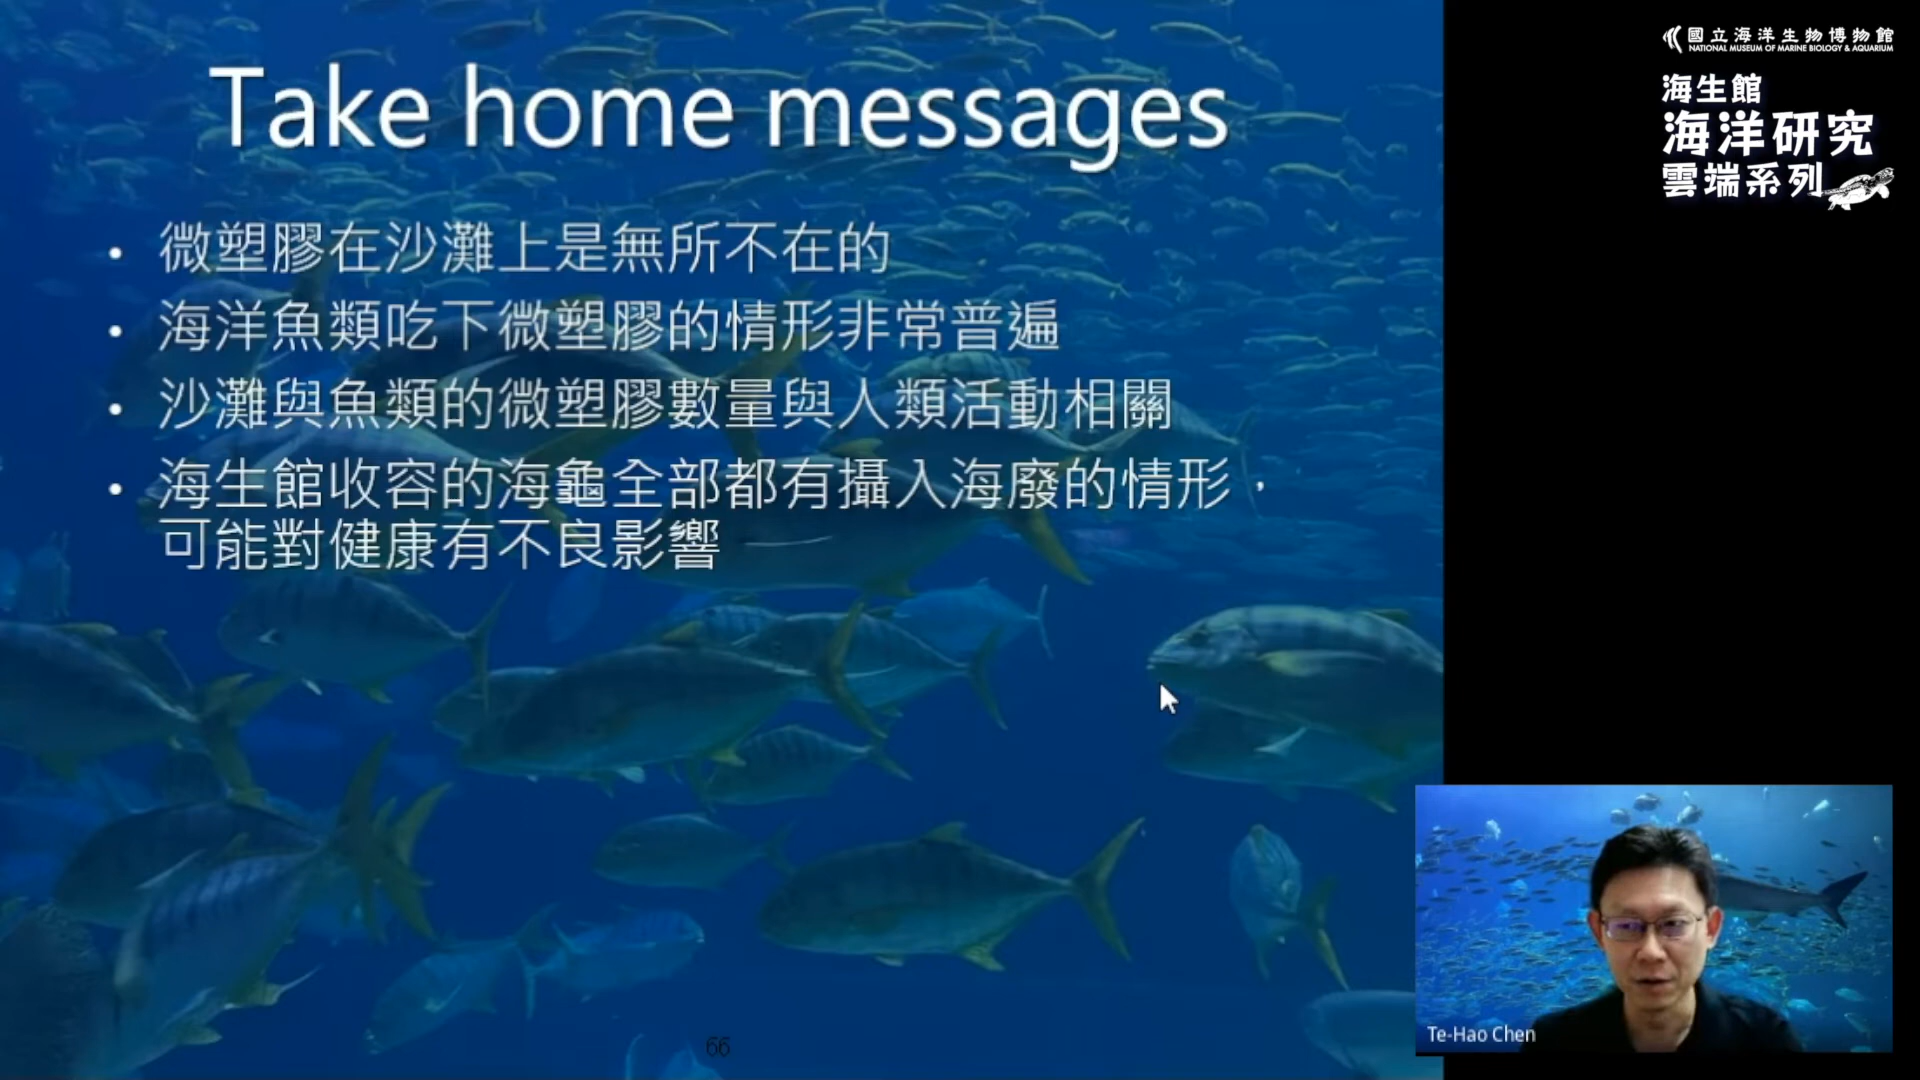 Take home messages
• 微塑膠在沙灘上是無所不在的
• 海洋魚類吃下微塑膠的情形非常普遍
• 沙灘與魚類的微塑膠數量與人類活動相關
• 海生館收容的海龜全部都有攝入海廢的情形，
可能對健康有不良影響
66
國立海洋生物博物館
NATIONAL MUSEUM OF MARINE BIOLOGY & AQUARIUM
海生館
海洋研究
雲端系列
Te-Hao Chen